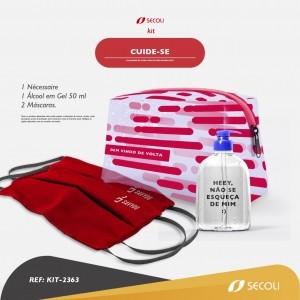 SECOLI
kit
CUIDE-SE
1 Nécessaire
1 Álcool em Gel 50 ml
2 Máscaras.
BEM VINDO DE VOLTA
HEEY,
NÃO SE
ESQUEÇA
DE MIM
:)
SECOLI
REF: KIT-2363
SECOLI